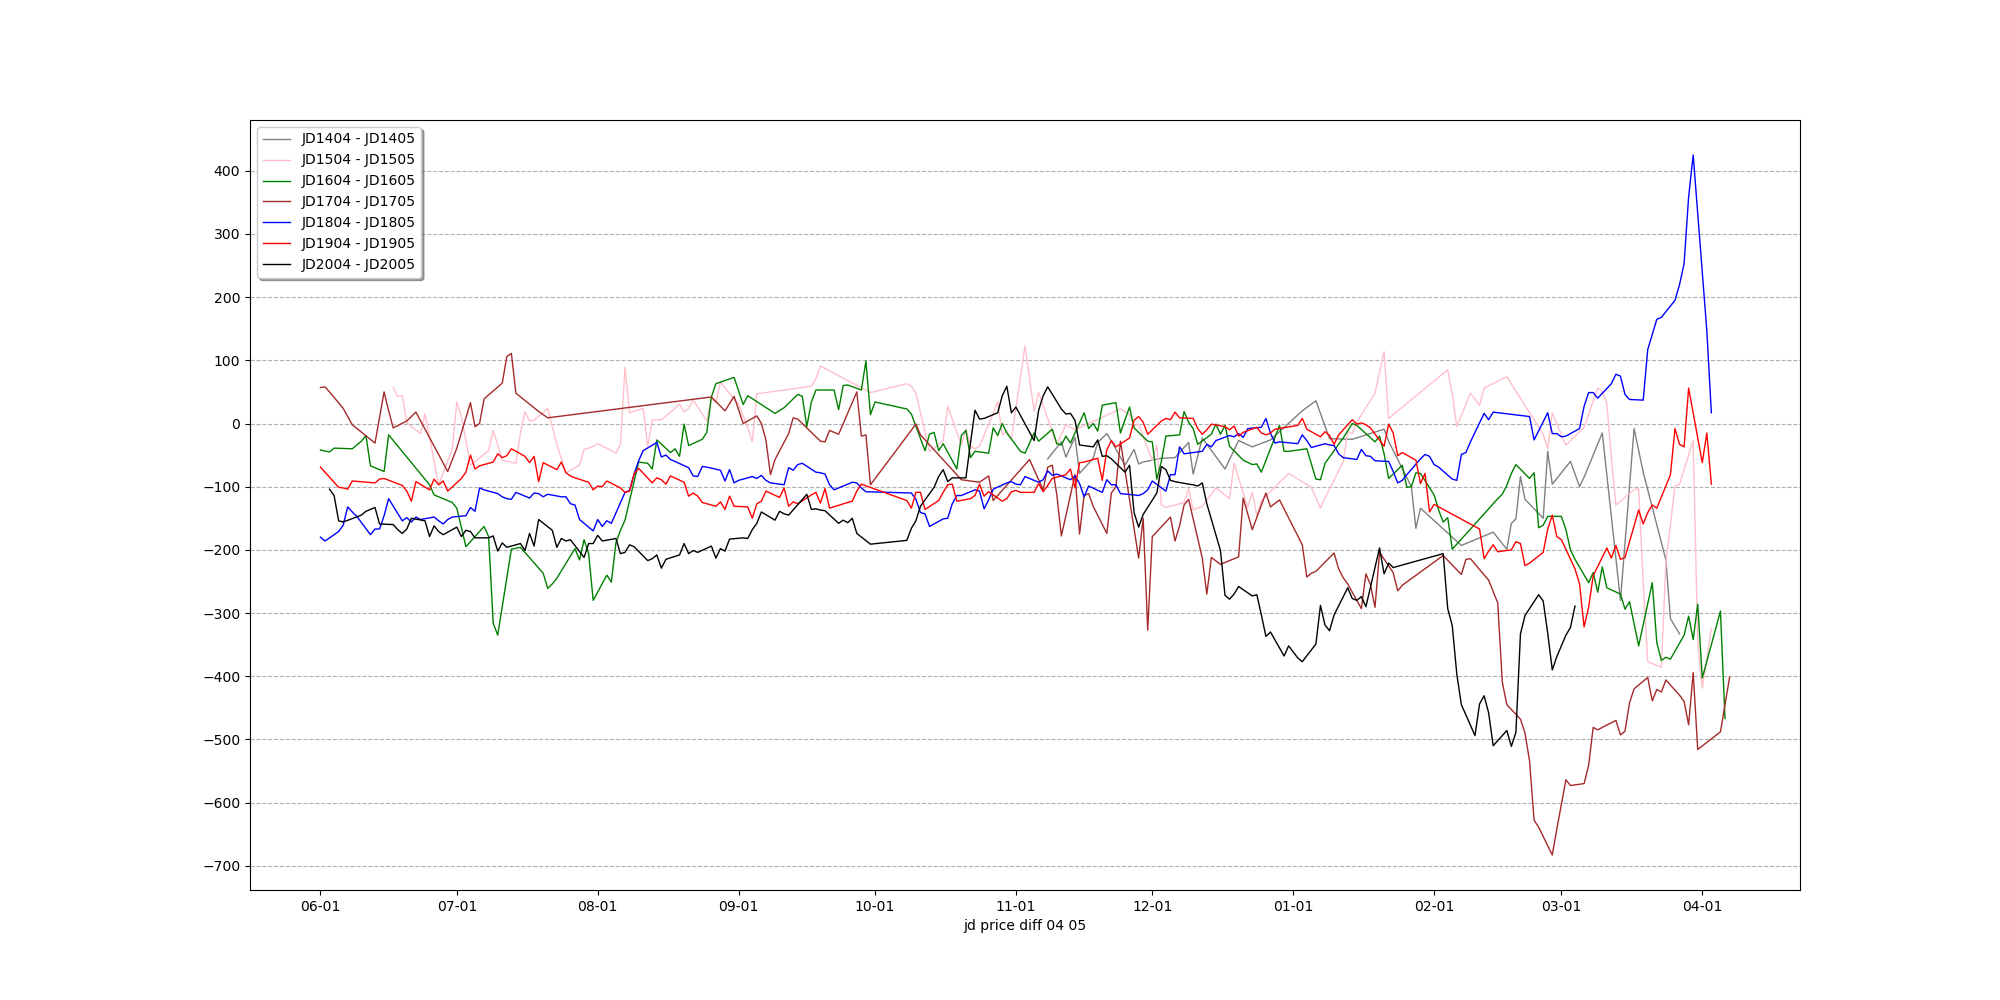 JD1404 - JD1405
JD1504 - JD1505
JD1604 - JD1605
JD1704 - JD1705
JD1804 - JD1805
JD1904 - JD1905
JD2004 - JD2005
400
300
200
100
0
−100
−200
−300
−400
−500
−600
−700
06-01 07-01 08-01 09-01 10-01 11-01 12-01 01-01 02-01 03-01 04-01
jd price diff 04 05